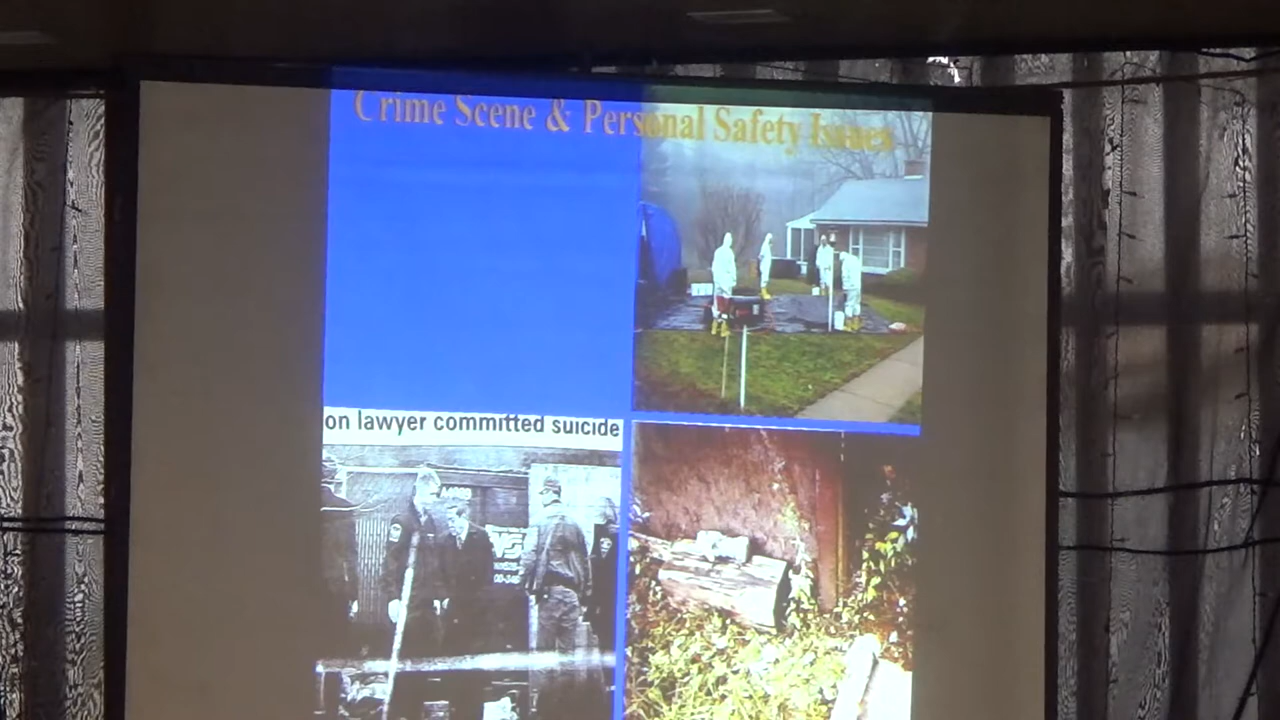 Crime Scene & Personal Safety Issues
on lawyer committed suicide